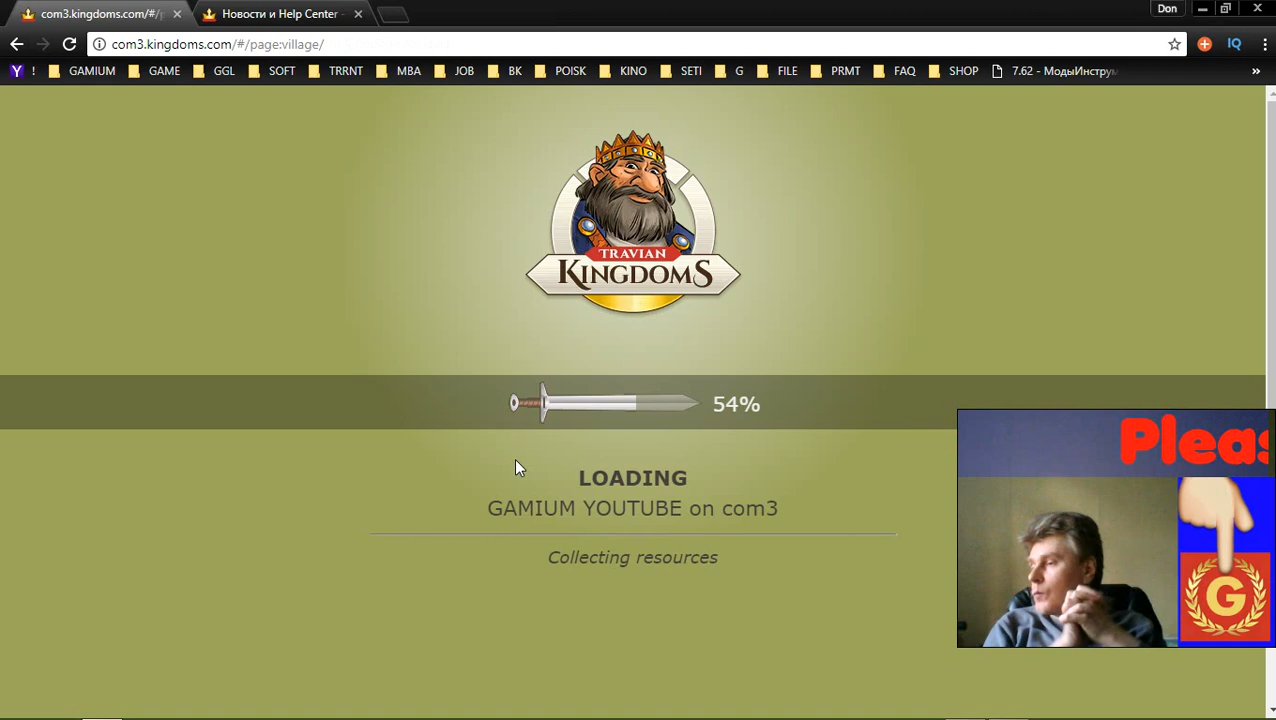 com3.kingdoms.com/#/p
Новости и Help Center -
Don
com3.kingdoms.com/#/page:village/
IQ
Y ! GAMIUM GAME GGL SOFT TRRNT MBA JOB BK POISK KINO SETI G FILE PRMT FAQ SHOP 7.62 - МодыИнструм »
TRAVIAN
KINGDOMS
54%
Pleas
LOADING
GAMIUM YOUTUBE on com3
Collecting resources
G